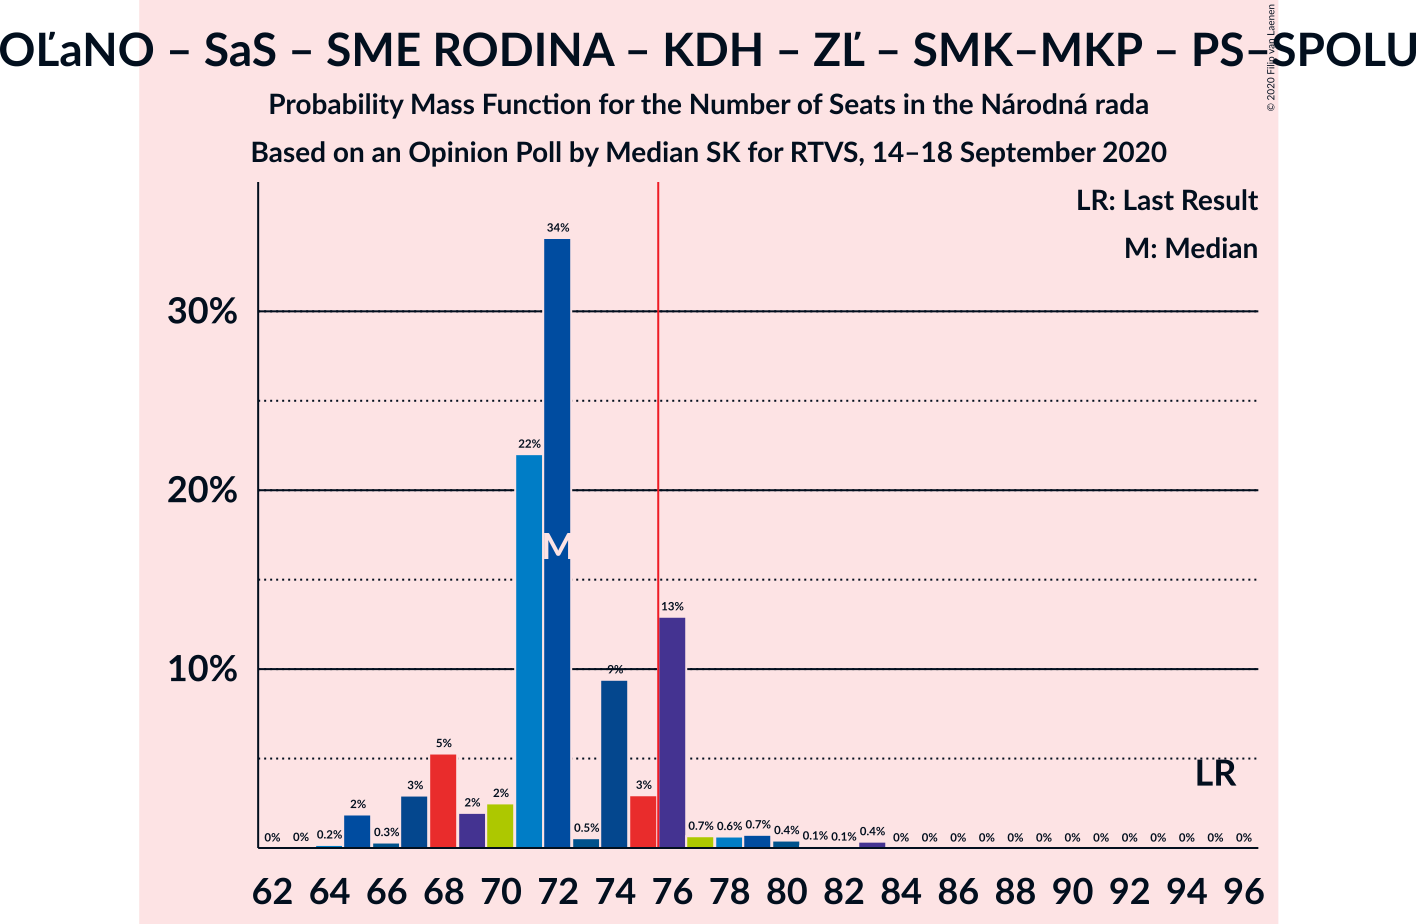 OĽaNO – SaS – SME RODINA – KDH – ZĽ – SMK–MKP – PS–SPOLU
© 2020 Filip van Laenen
Probability Mass Function for the Number of Seats in the Národná rada
Based on an Opinion Poll by Median SK for RTVS, 14–18 September 2020
LR: Last Result
M: Median
34%
30%
22%
20%
M
13%
10%
9%
5%
LR
3%
3%
2%
2%
2%
0% 0% 0.2% 0.3% 0.5% 0.7% 0.6% 0.7% 0.4% 0.1% 0.1% 0.4% 0% 0% 0% 0% 0% 0% 0% 0% 0% 0% 0% 0% 0%
62 64 66 68 70 72 74 76 78 80 82 84 86 88 90 92 94 96